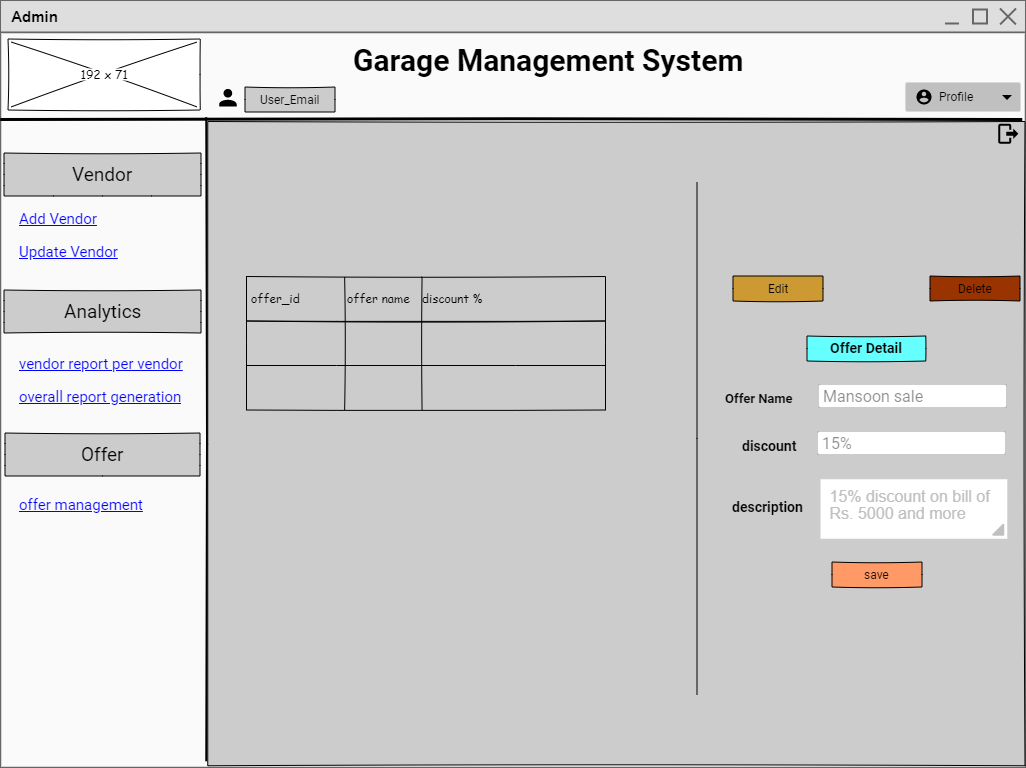 Admin
192 x 71
Garage Management System
User_Email
Profile
Vendor
Add Vendor
Update Vendor
Analytics
vendor report per vendor
overall report generation
Offer
offer management
offer_id offer name discount %
Edit Delete
Offer Detail
Offer Name Mansoon sale
discount 15%
description 15% discount on bill of
Rs. 5000 and more
save